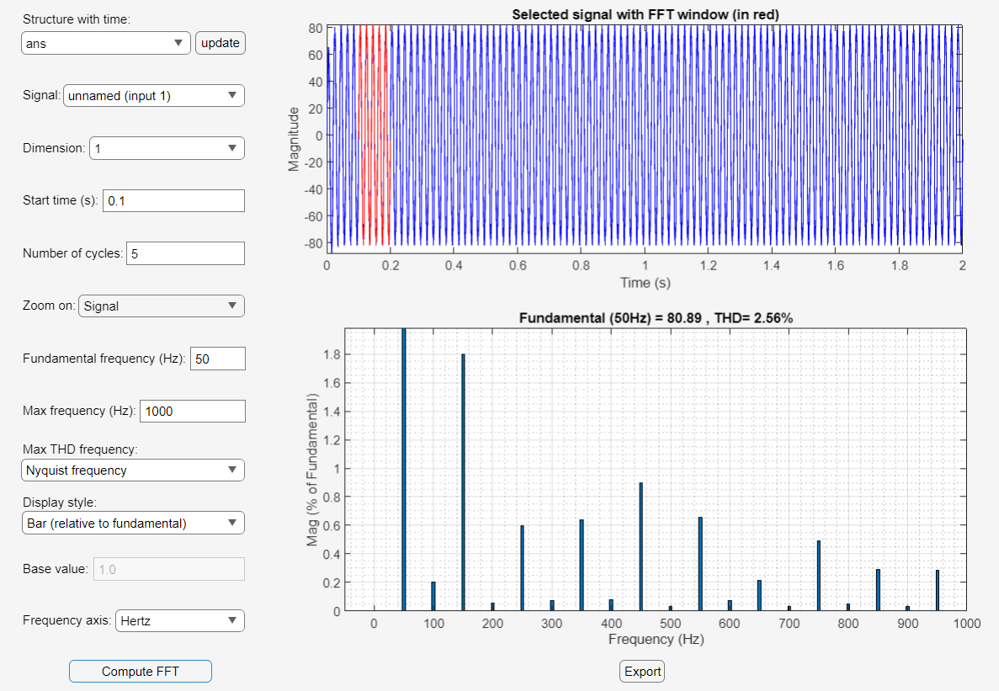 Structure with time:
ans
update
Signal: unnamed (input 1)
Dimension: 1
Start time (s): 0.1
Number of cycles: 5
Zoom on: Signal
Fundamental frequency (Hz): 50
Max frequency (Hz): 1000
Max THD frequency:
Nyquist frequency
Display style:
Bar (relative to fundamental)
Base value: 1.0
Frequency axis: Hertz
Compute FFT
Selected signal with FFT window (in red)
Magnitude
80
60
40
20
0
-20
-40
-60
-80
0 0.2 0.4 0.6 0.8 1 1.2 1.4 1.6 1.8 2
Time (s)
Fundamental (50Hz) = 80.89 , THD= 2.56%
Mag (% of Fundamental)
1.8
1.6
1.4
1.2
1
0.8
0.6
0.4
0.2
0
0 100 200 300 400 500 600 700 800 900 1000
Frequency (Hz)
Export